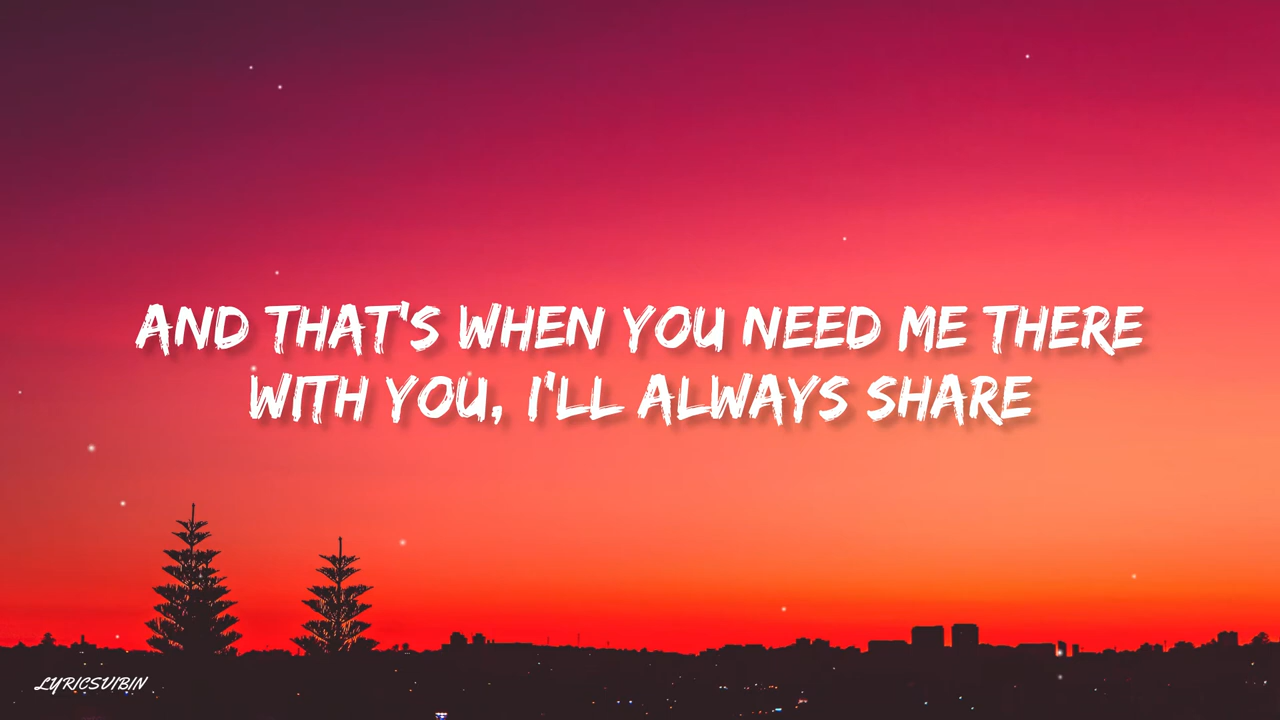 AND THAT'S WHEN YOU NEED ME THERE
WITH YOU, I'LL ALWAYS SHARE
LYRICSVIBIN